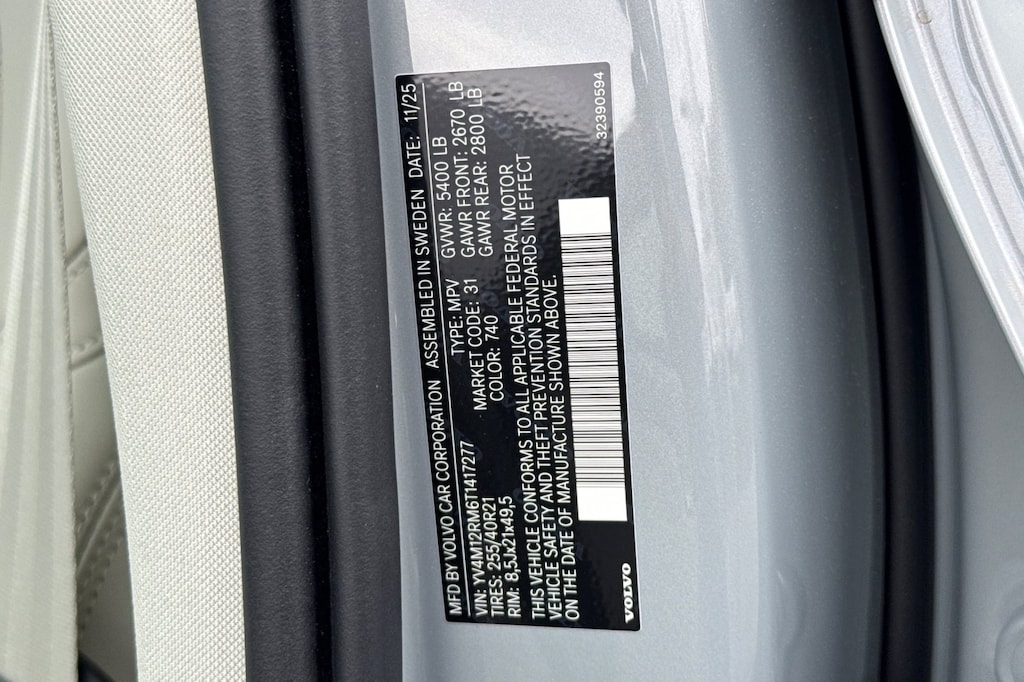 MFD BY VOLVO CAR CORPORATION ASSEMBLED IN SWEDEN DATE: 11/25
VIN: YV4M12RM6T1417277 TYPE: MPV GVWR: 5400 LB
TIRES: 255/40R21 MARKET CODE: 31 GAWR FRONT: 2670 LB
RIM: 8,5Jx21x49,5 COLOR: 740 GAWR REAR: 2800 LB
THIS VEHICLE CONFORMS TO ALL APPLICABLE FEDERAL MOTOR
VEHICLE SAFETY AND THEFT PREVENTION STANDARDS IN EFFECT
ON THE DATE OF MANUFACTURE SHOWN ABOVE.
VOLVO 32390594